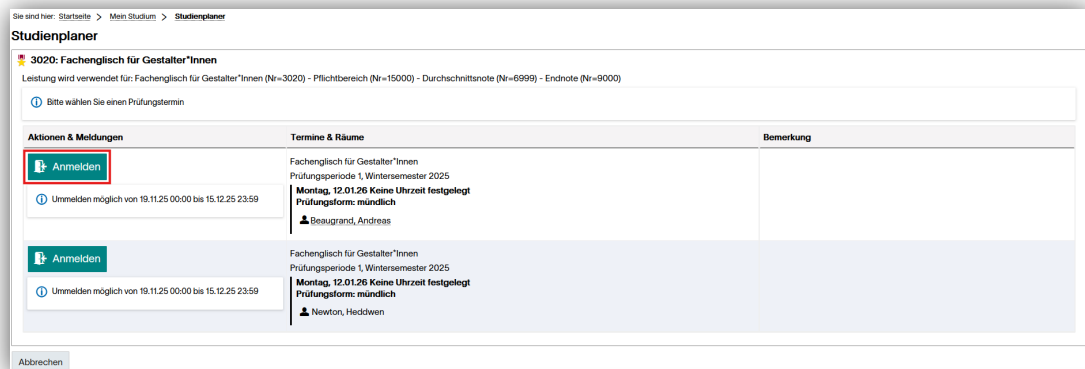 Sie sind hier: Startseite > Mein Studium > Studienplaner
Studienplaner
3020: Fachenglisch für Gestalter*Innen
Leistung wird verwendet für: Fachenglisch für Gestalter*Innen (Nr=3020) - Pflichtbereich (Nr=15000) - Durchschnittsnote (Nr=6999) - Endnote (Nr=9000)
Bitte wählen Sie einen Prüfungstermin
Aktionen & Meldungen Termine & Räume Bemerkung
Anmelden
Fachenglisch für Gestalter*Innen
Prüfungsperiode 1, Wintersemester 2025
Montag, 12.01.26 Keine Uhrzeit festgelegt
Prüfungsform: mündlich
Beaugrand, Andreas
Ummelden möglich von 19.11.25 00:00 bis 15.12.25 23:59
Anmelden
Fachenglisch für Gestalter*Innen
Prüfungsperiode 1, Wintersemester 2025
Montag, 12.01.26 Keine Uhrzeit festgelegt
Prüfungsform: mündlich
Newton, Heddwen
Ummelden möglich von 19.11.25 00:00 bis 15.12.25 23:59
Abbrechen